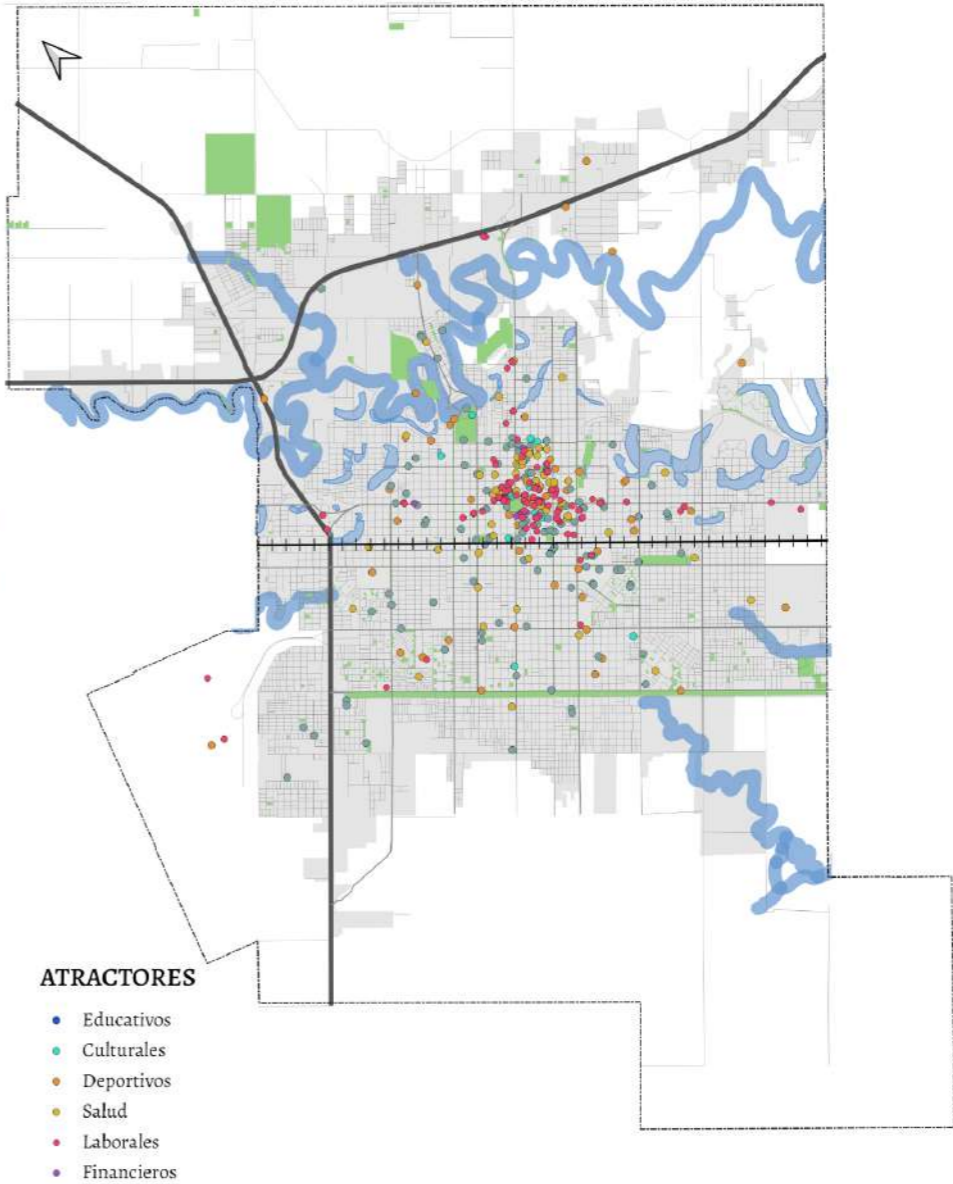 ATRACTORES
Educativos
Culturales
Deportivos
Salud
Laborales
Financieros